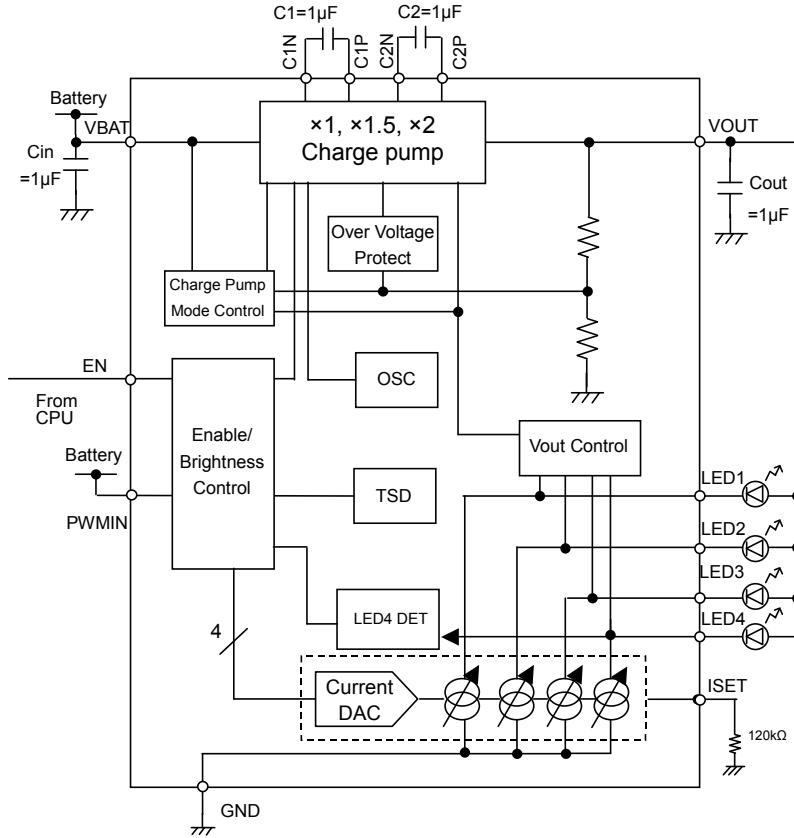 C1=1µF
C2=1µF
C1N
C1P
C2N
C2P
Battery
VBAT
×1, ×1.5, ×2
Charge pump
VOUT
Cin
=1µF
Cout
=1µF
Over Voltage
Protect
Charge Pump
Mode Control
EN
From
CPU
OSC
Enable/
Brightness
Control
Vout Control
Battery
PWMIN
TSD
LED1
LED2
LED3
LED4
LED4 DET
4
Current
DAC
ISET
120kΩ
GND